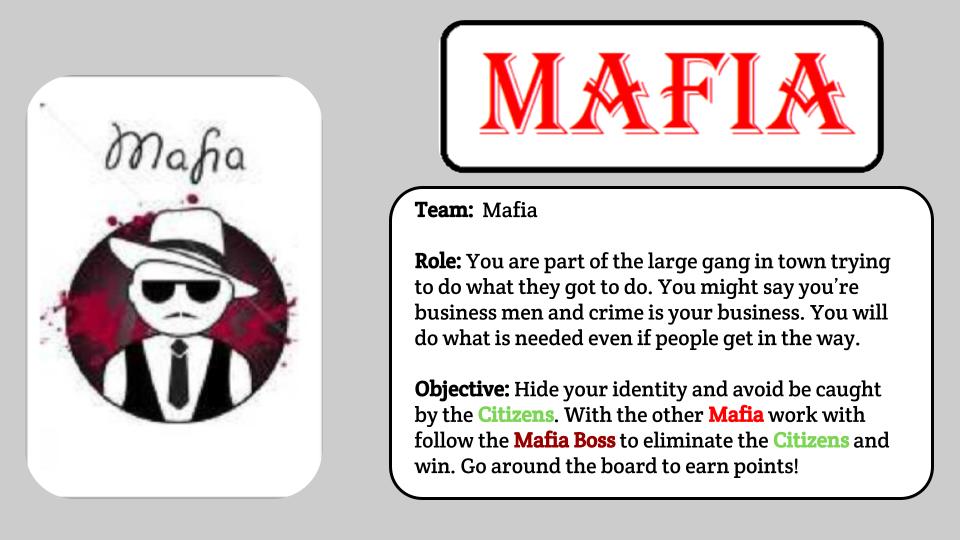 Mafia
MAFIA
Team: Mafia
Role: You are part of the large gang in town trying
to do what they got to do. You might say you're
business men and crime is your business. You will
do what is needed even if people get in the way.
Objective: Hide your identity and avoid be caught
by the Citizens. With the other Mafia work with
follow the Mafia Boss to eliminate the Citizens and
win. Go around the board to earn points!